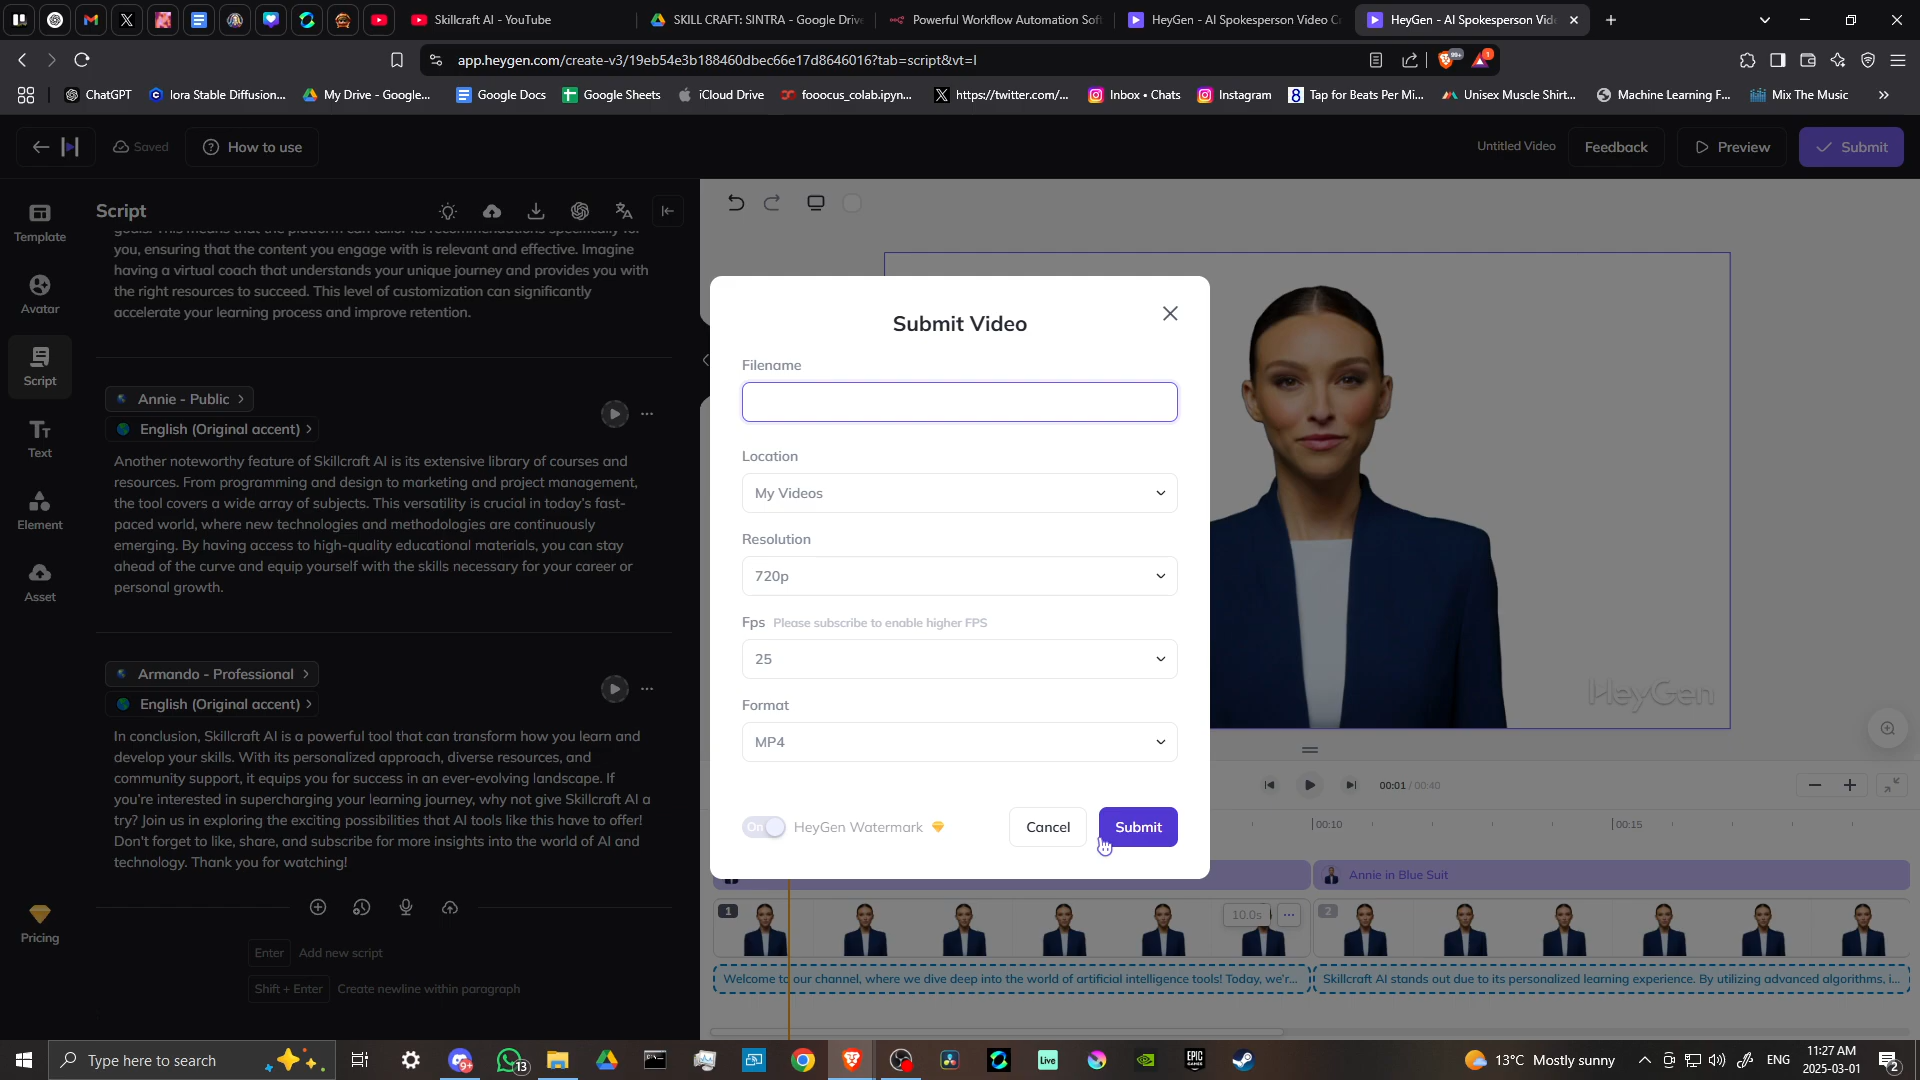 Skillcraft AI - YouTube
SKILL CRAFT: SINTRA - Google Drive
Powerful Workflow Automation Soft
HeyGen - AI Spokesperson Video C
HeyGen - AI Spokesperson Vide
app.heygen.com/create-v3/19eb54e3b188460dbec66e17d8646016?tab=script&vt=l
99+
1
ChatGPT
lora Stable Diffusion...
My Drive - Google...
Google Docs
Google Sheets
iCloud Drive
fooocus_colab.ipyn...
https://twitter.com/...
Inbox • Chats
Instagram
Tap for Beats Per Mi...
Unisex Muscle Shirt...
Machine Learning F...
Mix The Music
Saved
How to use
Untitled Video
Feedback
Preview
Submit
Template
Avatar
Script
Text
Element
Asset
Pricing
Script
you, ensuring that the content you engage with is relevant and effective. Imagine
having a virtual coach that understands your unique journey and provides you with
the right resources to succeed. This level of customization can significantly
accelerate your learning process and improve retention.
Annie - Public
English (Original accent)
Another noteworthy feature of Skillcraft AI is its extensive library of courses and
resources. From programming and design to marketing and project management,
the tool covers a wide array of subjects. This versatility is crucial in today's fast-
paced world, where new technologies and methodologies are continuously
emerging. By having access to high-quality educational materials, you can stay
ahead of the curve and equip yourself with the skills necessary for your career or
personal growth.
Armando - Professional
English (Original accent)
In conclusion, Skillcraft AI is a powerful tool that can transform how you learn and
develop your skills. With its personalized approach, diverse resources, and
community support, it equips you for success in an ever-evolving landscape. If
you're interested in supercharging your learning journey, why not give Skillcraft AI a
try? Join us in exploring the exciting possibilities that AI tools like this have to offer!
Don't forget to like, share, and subscribe for more insights into the world of AI and
technology. Thank you for watching!
Enter Add new script
Shift + Enter Create newline within paragraph
Submit Video
Filename
Location
My Videos
Resolution
720p
Fps Please subscribe to enable higher FPS
25
Format
MP4
On HeyGen Watermark
Cancel
Submit
HeyGen
00:01 / 00:40
00:10
00:15
Annie in Blue Suit
1
10.0s
2
Welcome to our channel, where we dive deep into the world of artificial intelligence tools! Today, we'r...
Skillcraft AI stands out due to its personalized learning experience. By utilizing advanced algorithms, i...
Type here to search
9+
13
Live
EPIC GAMES
13°C Mostly sunny
ENG
11:27 AM
2025-03-01
2